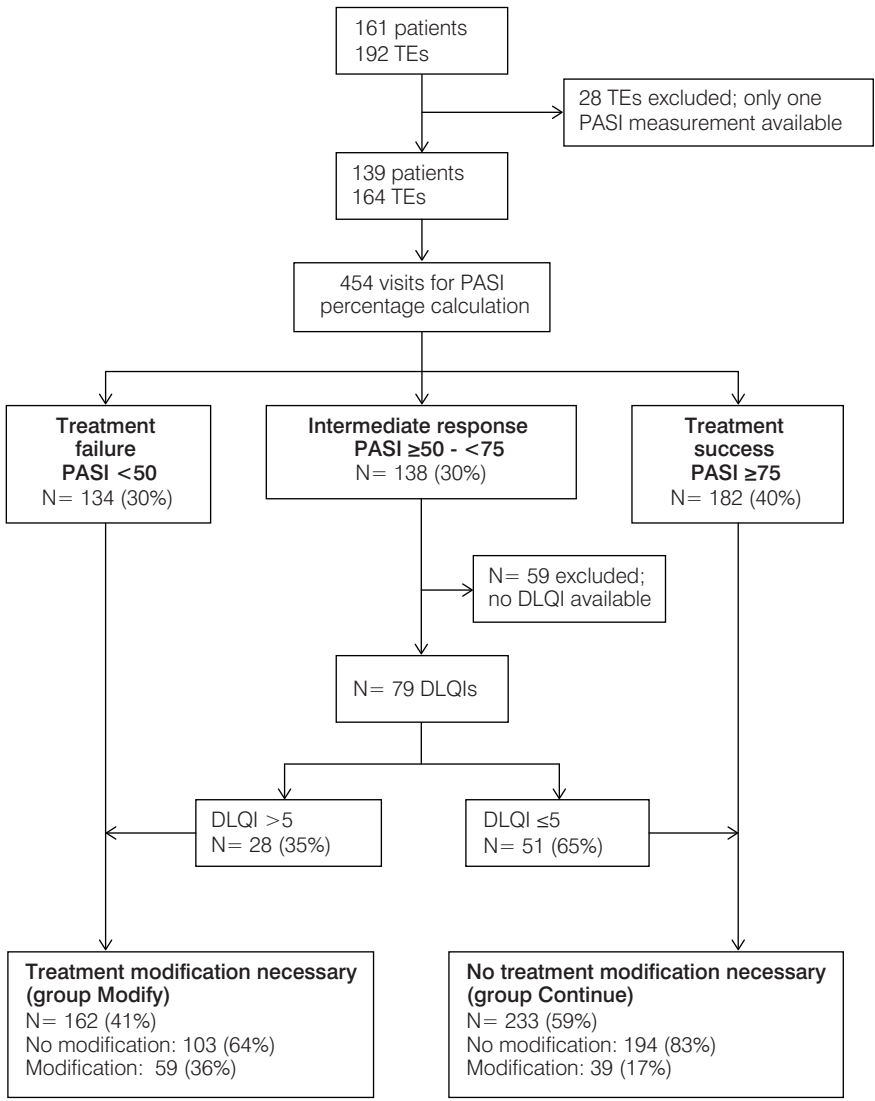 161 patients
192 TEs
28 TEs excluded; only one
PASI measurement available
139 patients
164 TEs
454 visits for PASI
percentage calculation
Treatment
failure
PASI <50
N= 134 (30%)
Intermediate response
PASI ≥50 - <75
N= 138 (30%)
Treatment
success
PASI ≥75
N= 182 (40%)
N= 59 excluded;
no DLQI available
N= 79 DLQIs
DLQI >5
N= 28 (35%)
DLQI ≤5
N= 51 (65%)
Treatment modification necessary
(group Modify)
N= 162 (41%)
No modification: 103 (64%)
Modification: 59 (36%)
No treatment modification necessary
(group Continue)
N= 233 (59%)
No modification: 194 (83%)
Modification: 39 (17%)